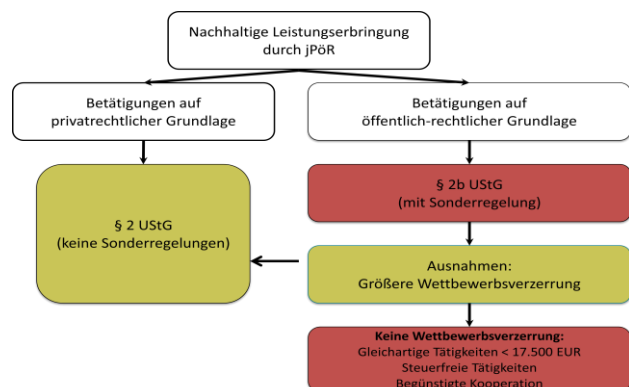 Nachhaltige Leistungserbringung
durch jPöR
Betätigungen auf
privatrechtlicher Grundlage
Betätigungen auf
öffentlich-rechtlicher Grundlage
§ 2 UStG
(keine Sonderregelungen)
§ 2b UStG
(mit Sonderregelung)
Ausnahmen:
Größere Wettbewerbsverzerrung
Keine Wettbewerbsverzerrung:
Gleichartige Tätigkeiten < 17.500 EUR
Steuerfreie Tätigkeiten
Begünstigte Kooperation